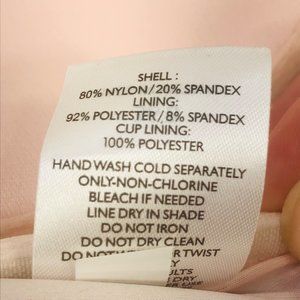 SHELL :
80% NYLON/20% SPANDEX
LINING:
92% POLYESTER/8% SPANDEX
CUP LINING:
100% POLYESTER
HAND WASH COLD SEPARATELY
ONLY-NON-CHLORINE
BLEACH IF NEEDED
LINE DRY IN SHADE
DO NOT IRON
DO NOT DRY CLEAN
DO NOT TWIST
DRY